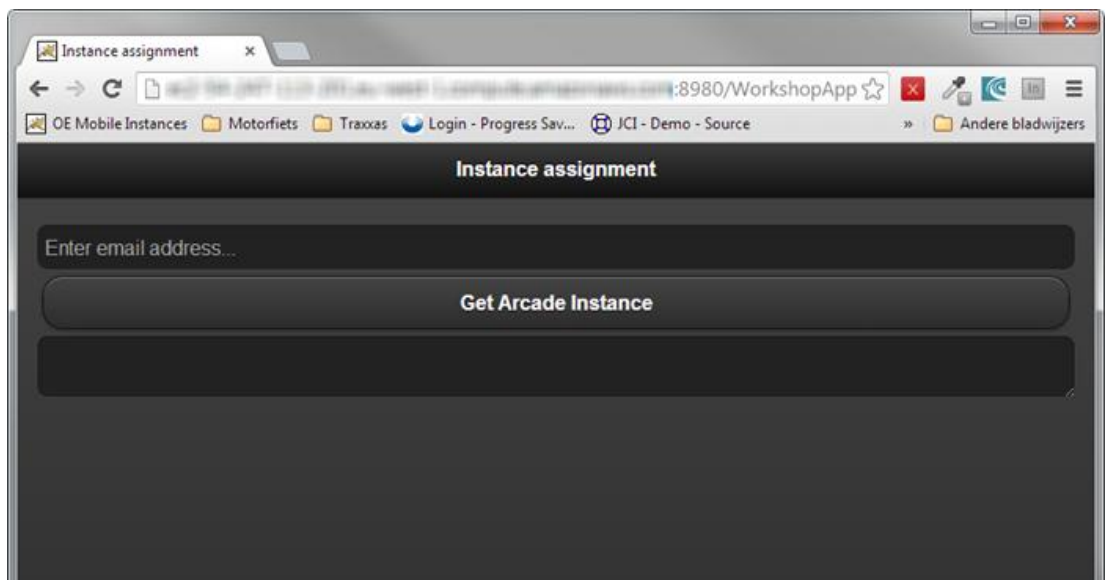 Instance assignment
:8980/WorkshopApp
OE Mobile Instances Motorfiets Traxxas Login - Progress Sav... JCI - Demo - Source » Andere bladwijzers
Instance assignment
Enter email address...
Get Arcade Instance